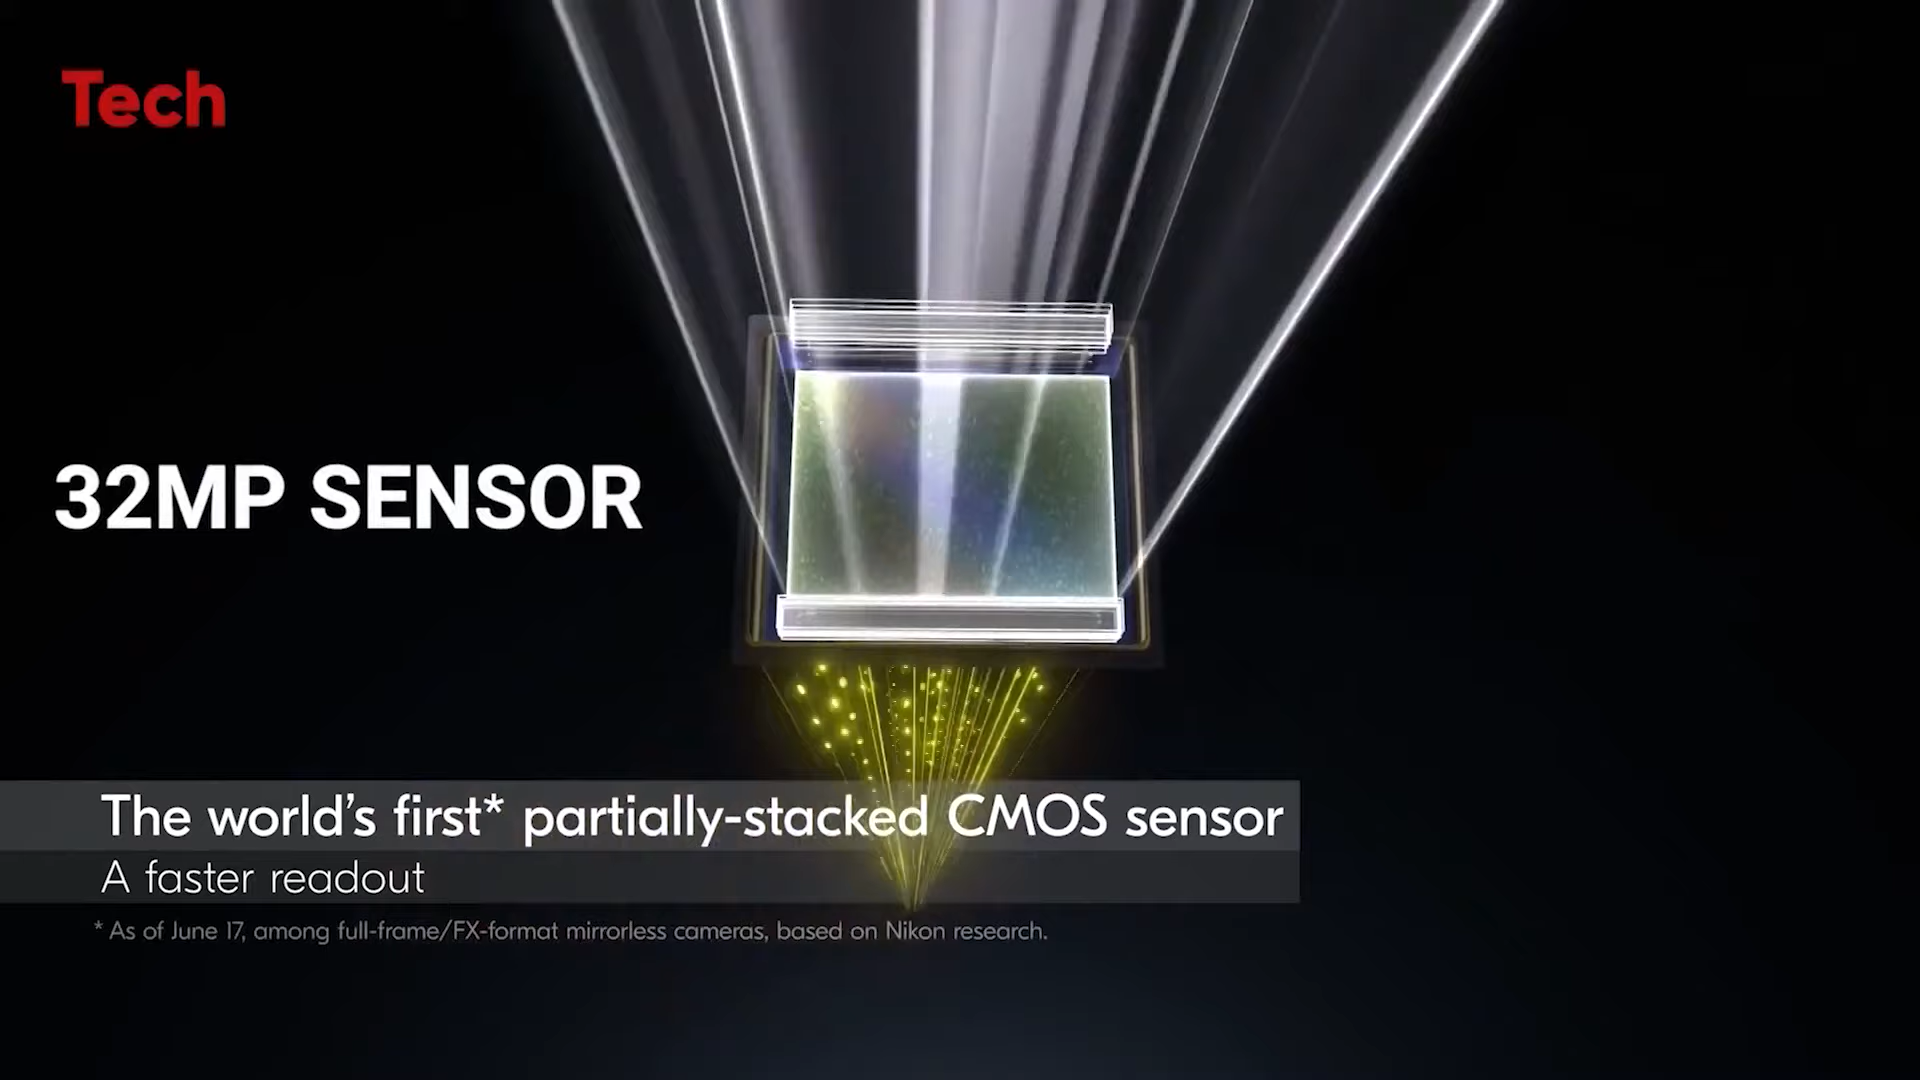 Tech
32MP SENSOR
The world's first* partially-stacked CMOS sensor
A faster readout
* As of June 17, among full-frame/FX-format mirrorless cameras, based on Nikon research.